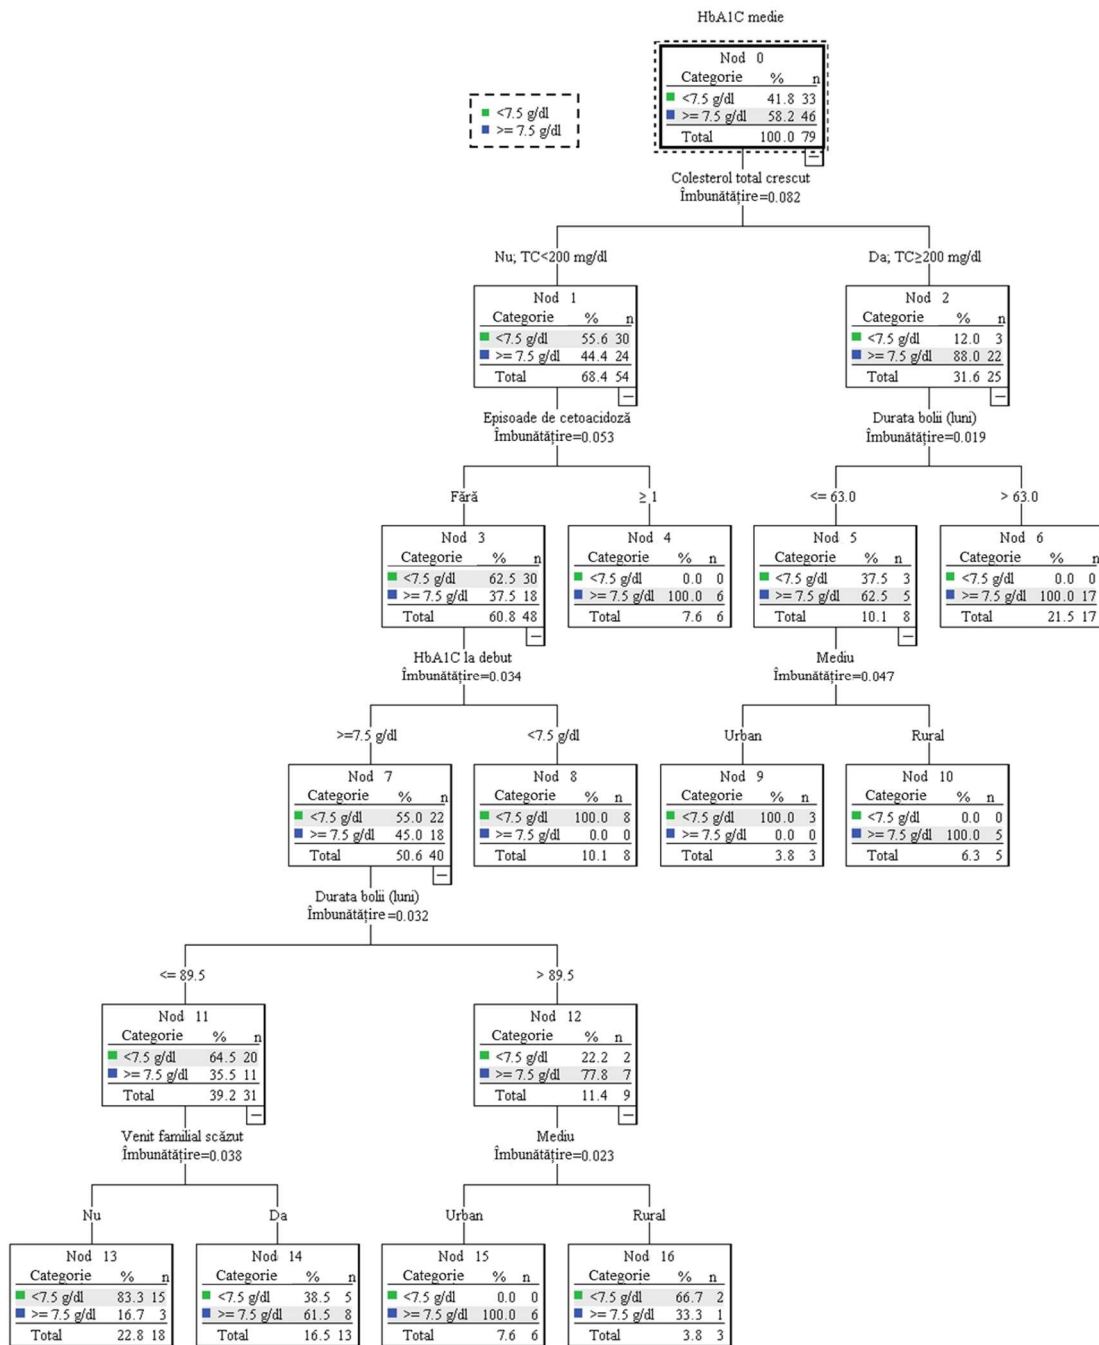 HbA1C medie
<7.5 g/dl
>= 7.5 g/dl
Nod 0
Categorie % n
<7.5 g/dl 41.8 33
>= 7.5 g/dl 58.2 46
Total 100.0 79
Colesterol total crescut
Îmbunătăţire=0.082
Nu; TC<200 mg/dl
Da; TC≥200 mg/dl
Nod 1
Categorie % n
<7.5 g/dl 55.6 30
>= 7.5 g/dl 44.4 24
Total 68.4 54
Nod 2
Categorie % n
<7.5 g/dl 12.0 3
>= 7.5 g/dl 88.0 22
Total 31.6 25
Episoade de cetoacidoză
Îmbunătăţire=0.053
Durata bolii (luni)
Îmbunătăţire=0.019
Fără
≥ 1
<= 63.0
> 63.0
Nod 3
Categorie % n
<7.5 g/dl 62.5 30
>= 7.5 g/dl 37.5 18
Total 60.8 48
Nod 4
Categorie % n
<7.5 g/dl 0.0 0
>= 7.5 g/dl 100.0 6
Total 7.6 6
Nod 5
Categorie % n
<7.5 g/dl 37.5 3
>= 7.5 g/dl 62.5 5
Total 10.1 8
Nod 6
Categorie % n
<7.5 g/dl 0.0 0
>= 7.5 g/dl 100.0 17
Total 21.5 17
HbA1C la debut
Îmbunătăţire=0.034
Mediu
Îmbunătăţire=0.047
>=7.5 g/dl
<7.5 g/dl
Urban
Rural
Nod 7
Categorie % n
<7.5 g/dl 55.0 22
>= 7.5 g/dl 45.0 18
Total 50.6 40
Nod 8
Categorie % n
<7.5 g/dl 100.0 8
>= 7.5 g/dl 0.0 0
Total 10.1 8
Nod 9
Categorie % n
<7.5 g/dl 100.0 3
>= 7.5 g/dl 0.0 0
Total 3.8 3
Nod 10
Categorie % n
<7.5 g/dl 0.0 0
>= 7.5 g/dl 100.0 5
Total 6.3 5
Durata bolii (luni)
Îmbunătăţire=0.032
<= 89.5
> 89.5
Nod 11
Categorie % n
<7.5 g/dl 64.5 20
>= 7.5 g/dl 35.5 11
Total 39.2 31
Nod 12
Categorie % n
<7.5 g/dl 22.2 2
>= 7.5 g/dl 77.8 7
Total 11.4 9
Venit familial scăzut
Îmbunătăţire=0.038
Mediu
Îmbunătăţire=0.023
Nu
Da
Urban
Rural
Nod 13
Categorie % n
<7.5 g/dl 83.3 15
>= 7.5 g/dl 16.7 3
Total 22.8 18
Nod 14
Categorie % n
<7.5 g/dl 38.5 5
>= 7.5 g/dl 61.5 8
Total 16.5 13
Nod 15
Categorie % n
<7.5 g/dl 0.0 0
>= 7.5 g/dl 100.0 6
Total 7.6 6
Nod 16
Categorie % n
<7.5 g/dl 66.7 2
>= 7.5 g/dl 33.3 1
Total 3.8 3